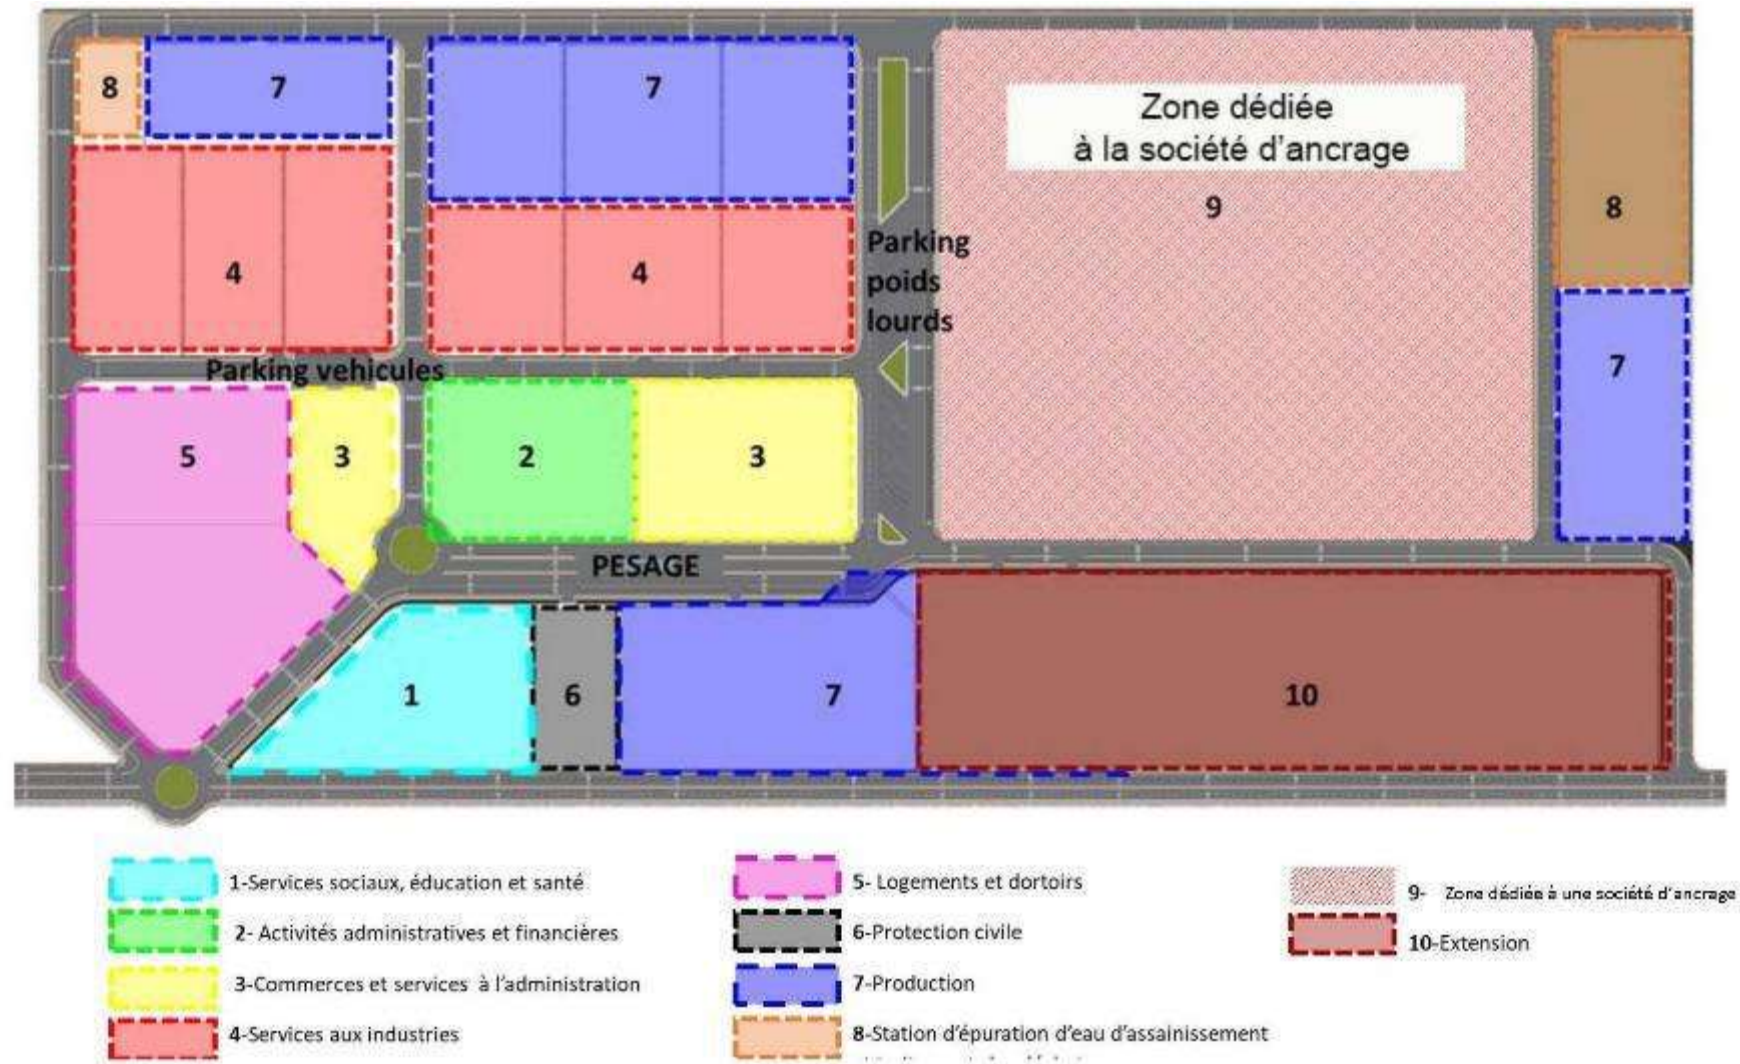 8
7
7
Zone dédiée
à la société d'ancrage
9
8
4
4
Parking
poids
lourds
7
Parking vehicules
5
3
2
3
PESAGE
1
6
7
10
1-Services sociaux, éducation et santé
2- Activités administratives et financières
3-Commerces et services à l'administration
4-Services aux industries
5- Logements et dortoirs
6-Protection civile
7-Production
8-Station d'épuration d'eau d'assainissement
9- Zone dédiée à une société d'ancrage
10-Extension